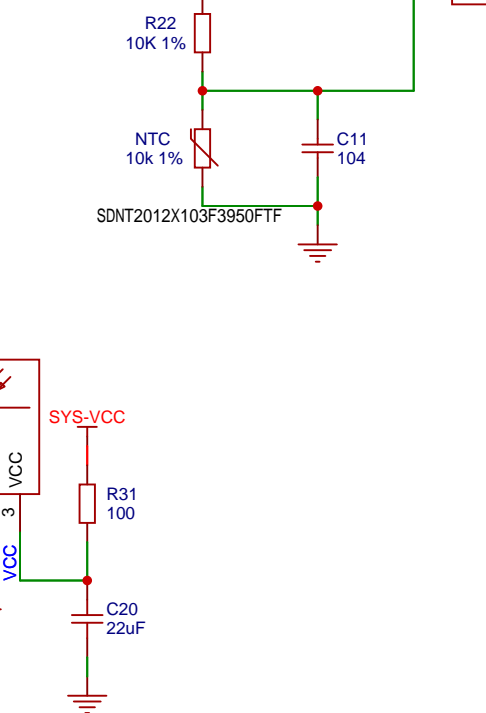 R22
10K 1%
NTC
10k 1%
C11
104
SDNT2012X103F3950FTF
SYS-VCC
VCC
3
VCC
R31
100
C20
22uF